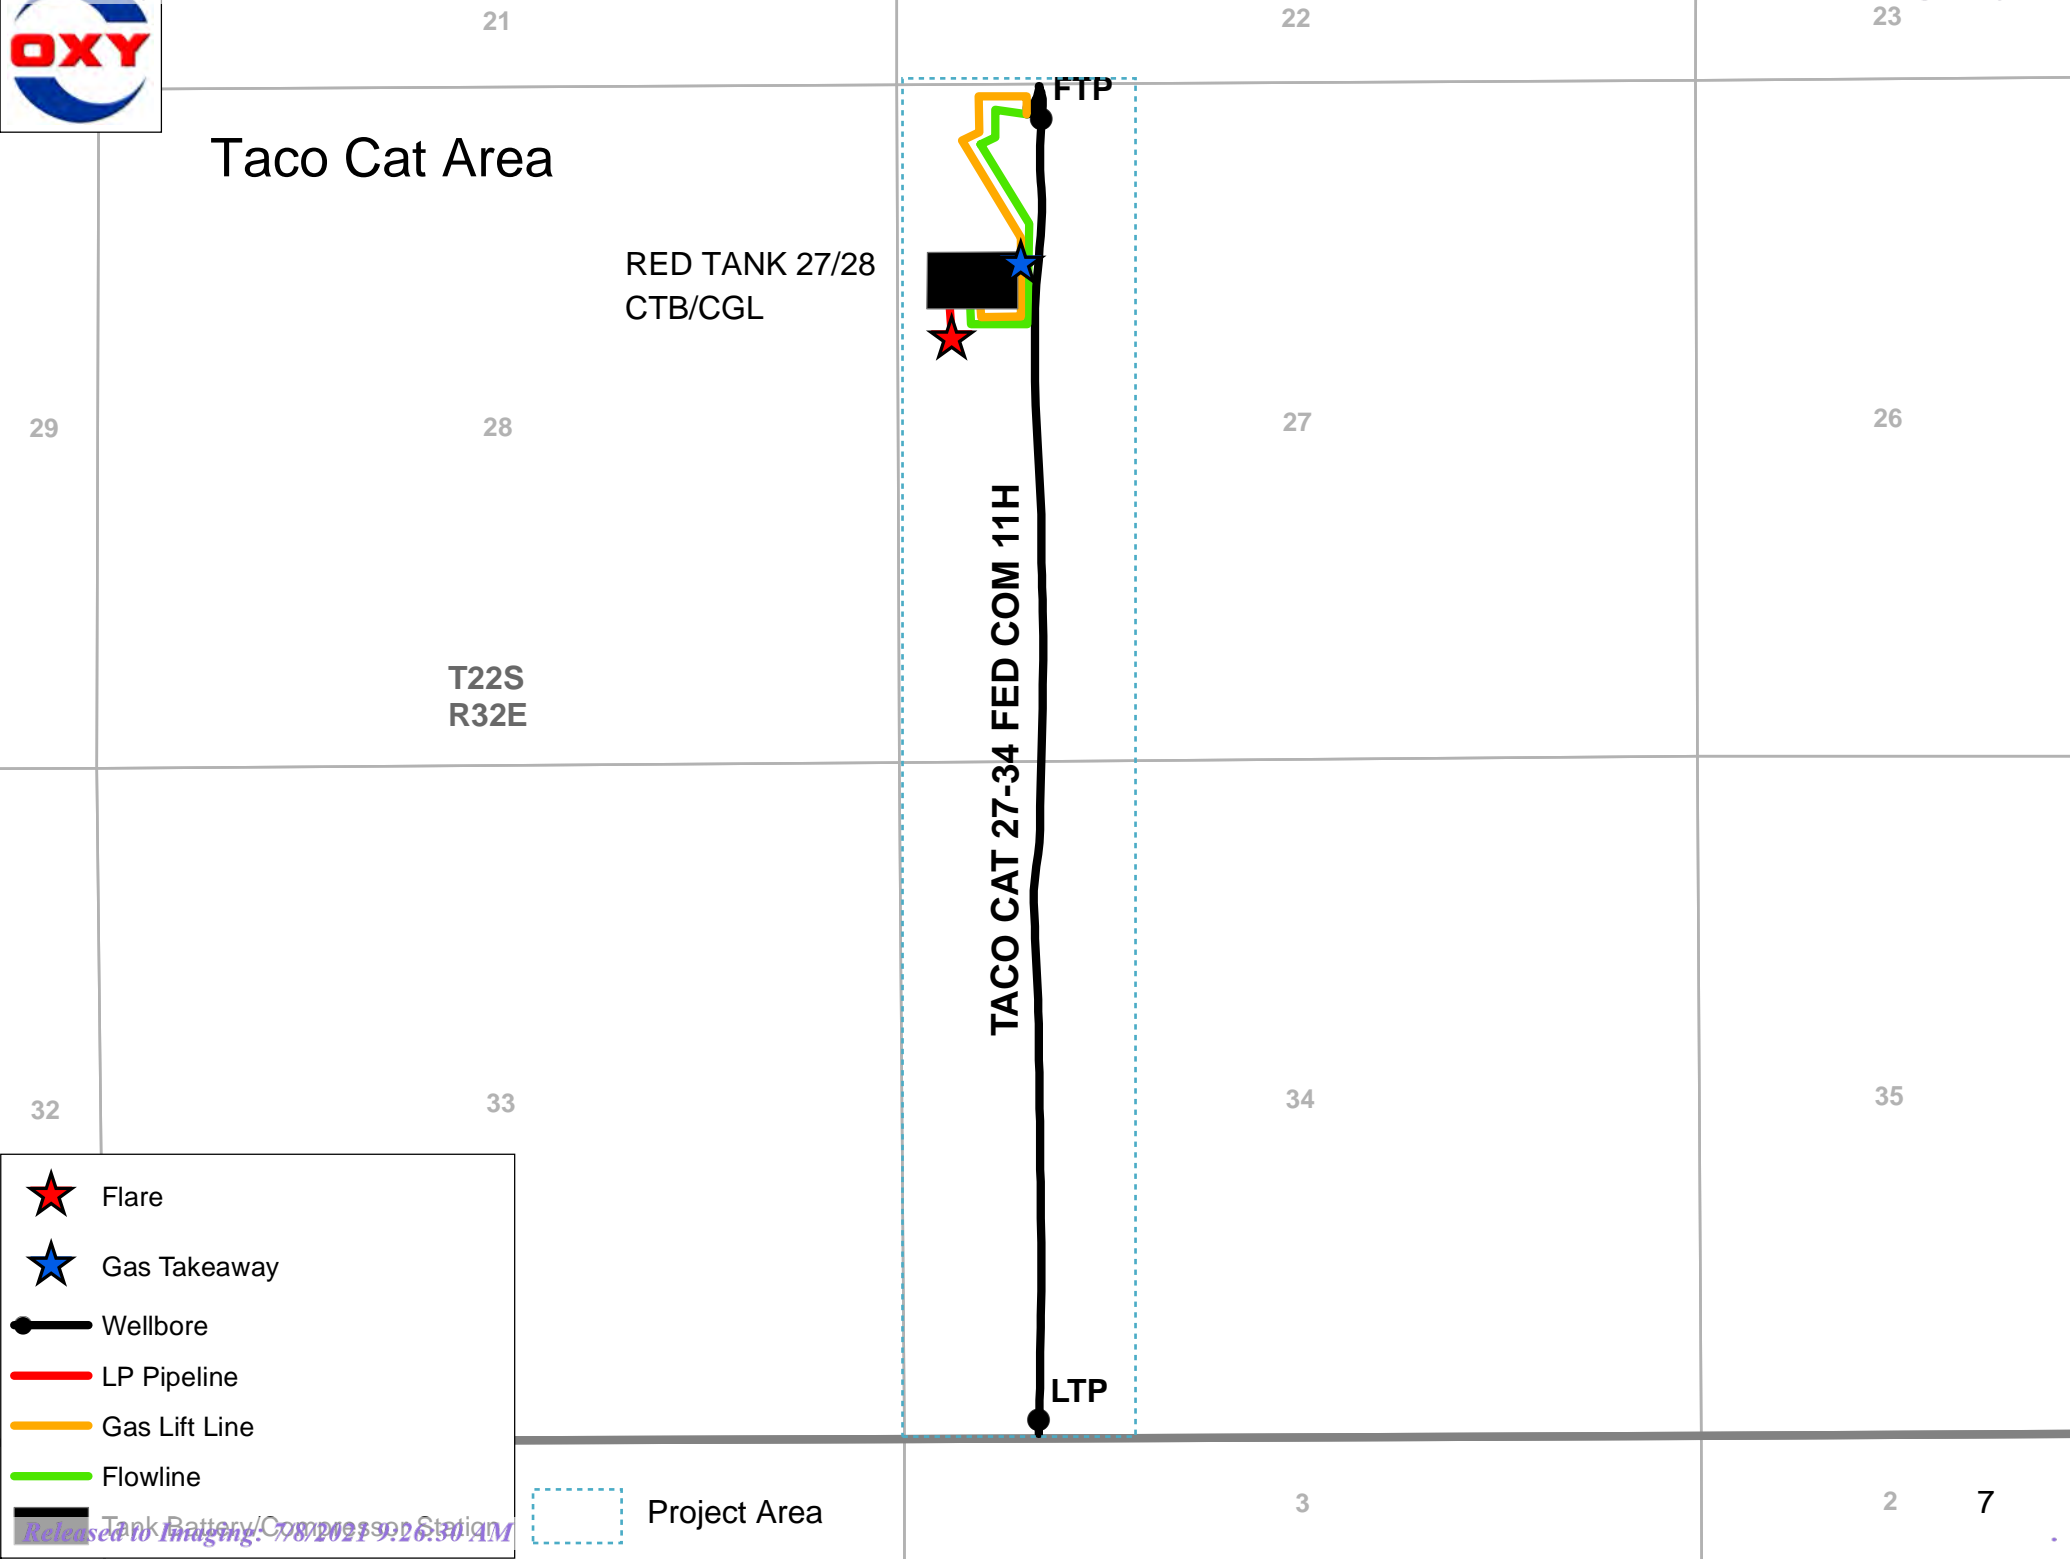 OXY
21
22
23
Taco Cat Area
FTP
RED TANK 27/28
CTB/CGL
29
28
27
26
TACO CAT 27-34 FED COM 11H
T22S
R32E
32
33
34
35
Flare
Gas Takeaway
Wellbore
LP Pipeline
Gas Lift Line
Flowline
Tank Battery/Compressor Station
Released to Imaging: 7/8/2021 9:26:30 AM
LTP
Project Area
3
2
7